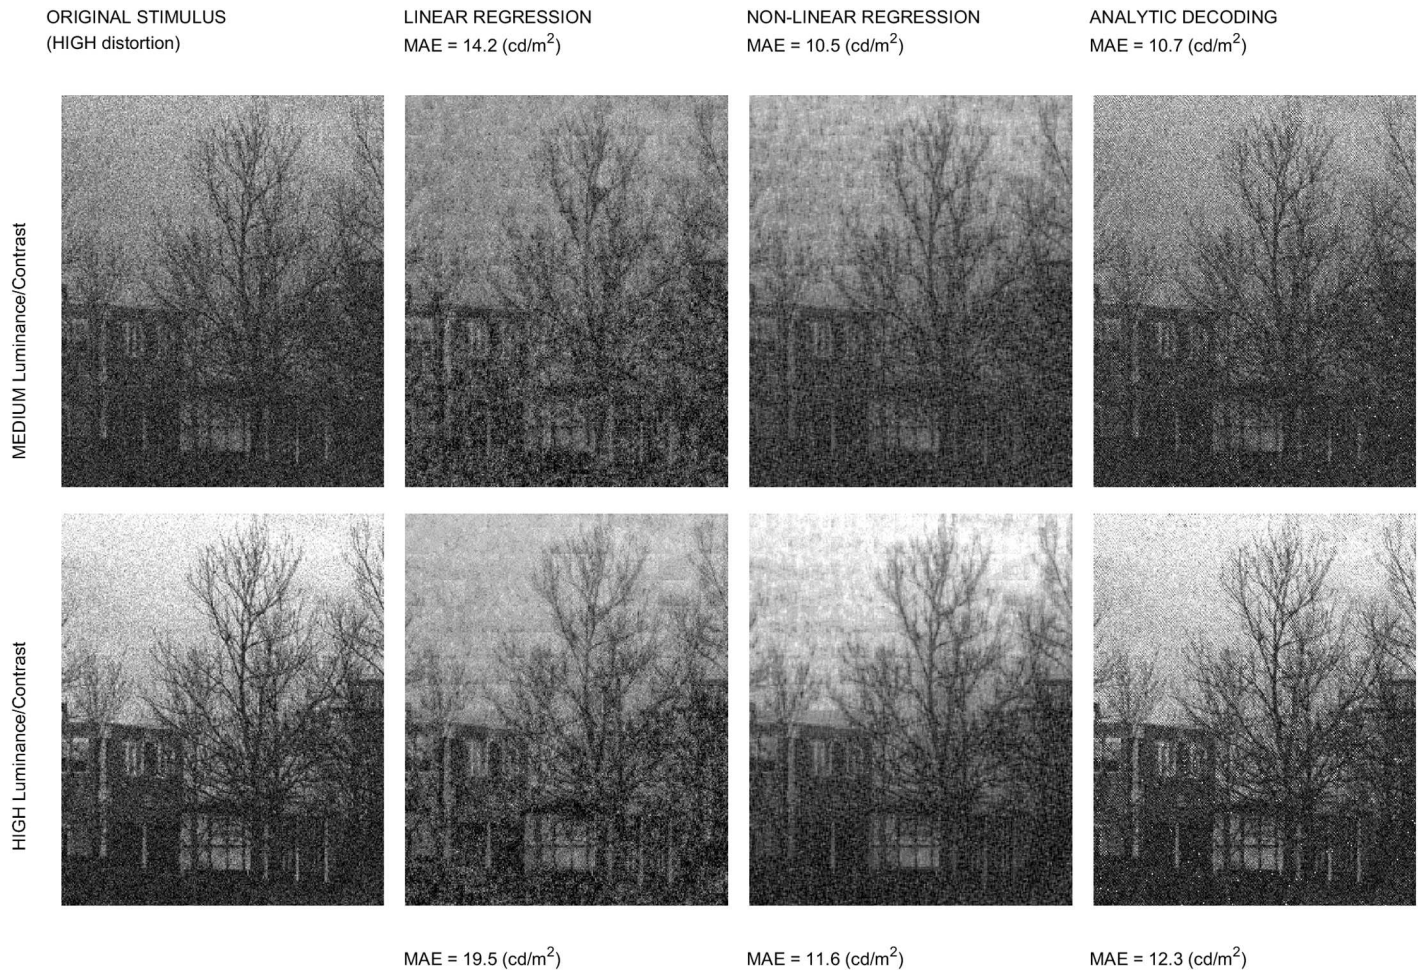 ORIGINAL STIMULUS
(HIGH distortion)
LINEAR REGRESSION
MAE = 14.2 (cd/m²)
NON-LINEAR REGRESSION
MAE = 10.5 (cd/m²)
ANALYTIC DECODING
MAE = 10.7 (cd/m²)
MEDIUM Luminance/Contrast
HIGH Luminance/Contrast
MAE = 19.5 (cd/m²)
MAE = 11.6 (cd/m²)
MAE = 12.3 (cd/m²)